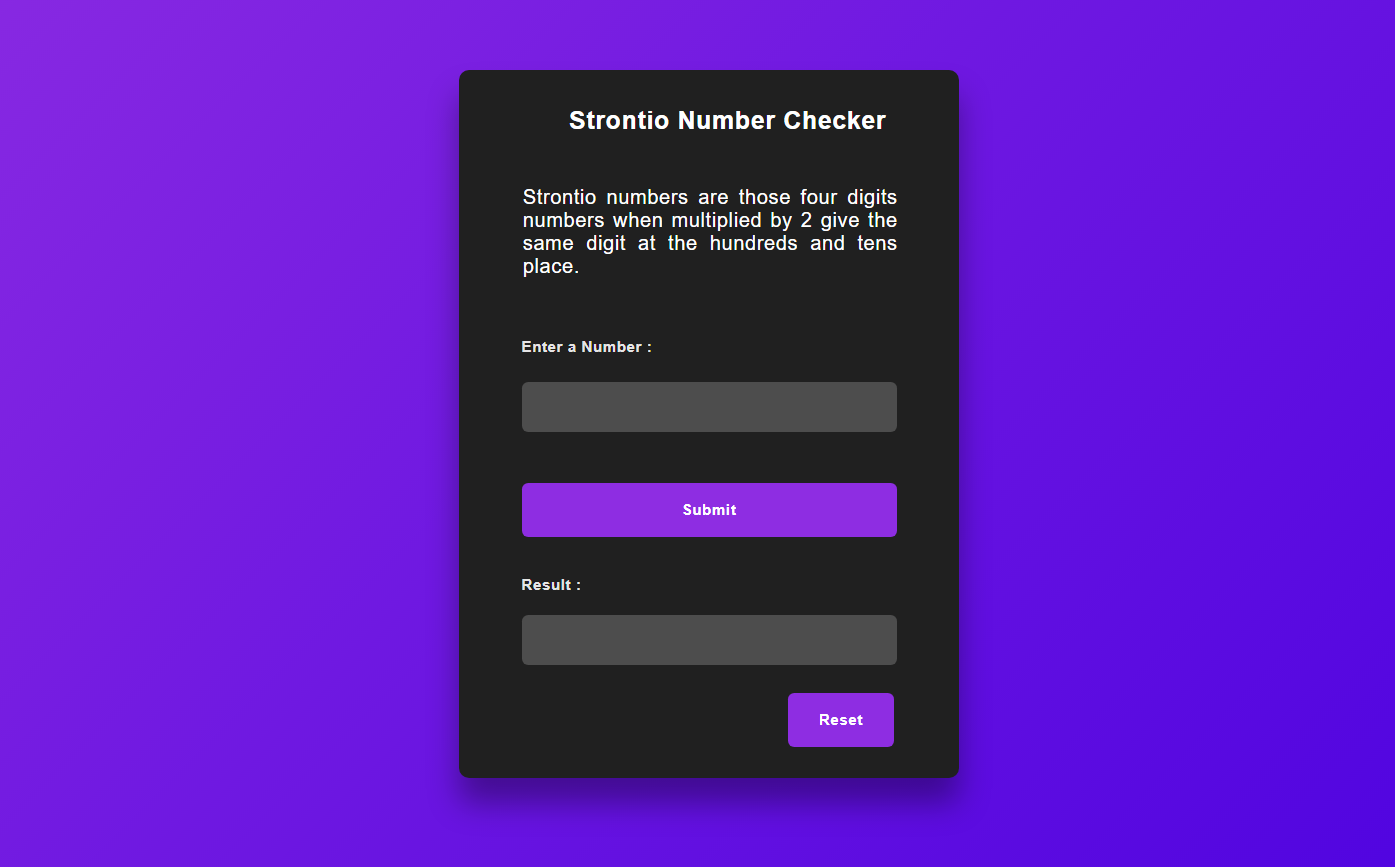 Strontio Number Checker
Strontio numbers are those four digits
numbers when multiplied by 2 give the
same digit at the hundreds and tens
place.
Enter a Number :
Submit
Result :
Reset